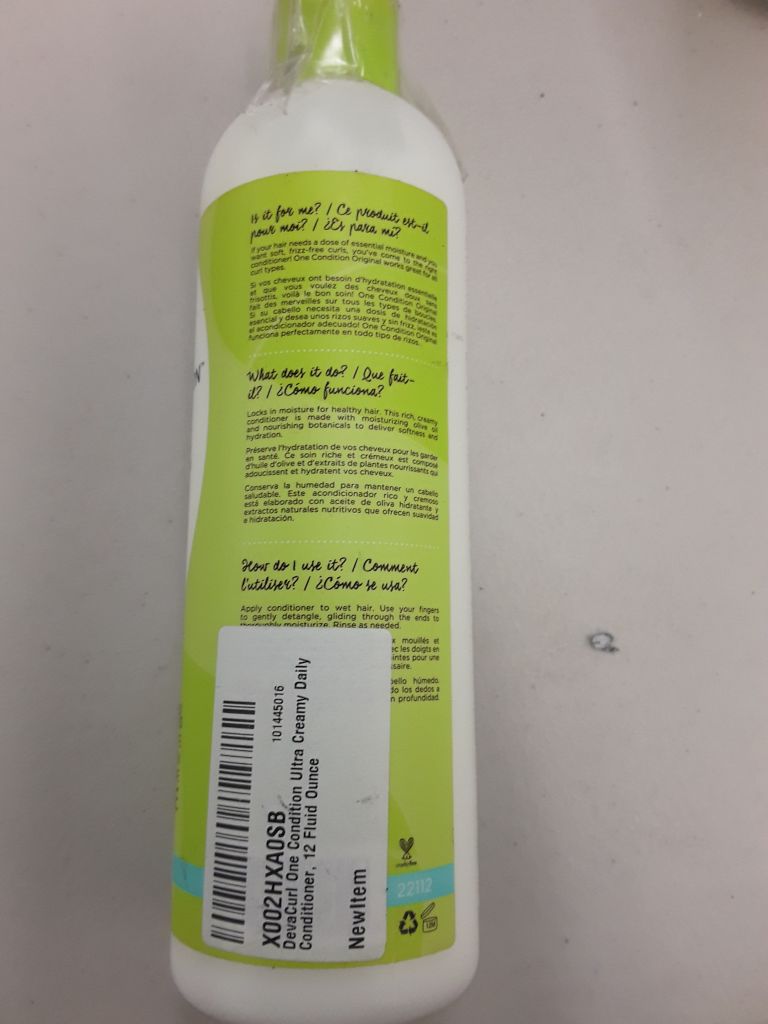 Is it for me? / Ce produit est-il
pour moi? / ¿Es para mi?
If your hair needs a dose of essential moisture and you
want soft, frizz-free curls, you've come to the right
conditioner! One Condition Original works great for all
curl types.
Si vos cheveux ont besoin d'hydratation essentielle
et que vous voulez des cheveux doux sans
frisottis, voilà le bon soin! One Condition Original
fait des merveilles sur tous les types de boucles.
Si su cabello necesita una dosis de hidratación
esencial y desea unos rizos suaves y sin frizz, este es
el acondicionador adecuado! One Condition Original
funciona perfectamente en todo tipo de rizos.
What does it do? / Que fait-
il? / ¿Cómo funciona?
Locks in moisture for healthy hair. This rich, creamy
conditioner is made with moisturizing olive oil
and nourishing botanicals to deliver softness and
hydration.
Préserve l'hydratation de vos cheveux pour les garder
en santé. Ce soin riche et crémeux est composé
d'huile d'olive et d'extraits de plantes nourrissants qui
adoucissent et hydratent vos cheveux.
Conserva la humedad para mantener un cabello
saludable. Este acondicionador rico y cremoso
está elaborado con aceite de oliva hidratante y
extractos naturales nutritivos que ofrecen suavidad
e hidratación.
How do I use it? / Comment
l'utiliser? / ¿Cómo se usa?
Apply conditioner to wet hair. Use your fingers
to gently detangle, gliding through the ends to
thoroughly moisturize. Rinse as needed.
x mouillés et
ec les doigts en
intes pour une
ssaire.
bello húmedo.
do los dedos a
n profundidad.
101445016
X002HXA0SB
DevaCurl One Condition Ultra Creamy Daily
Conditioner, 12 Fluid Ounce
NewItem
cruelty free
22112
12M